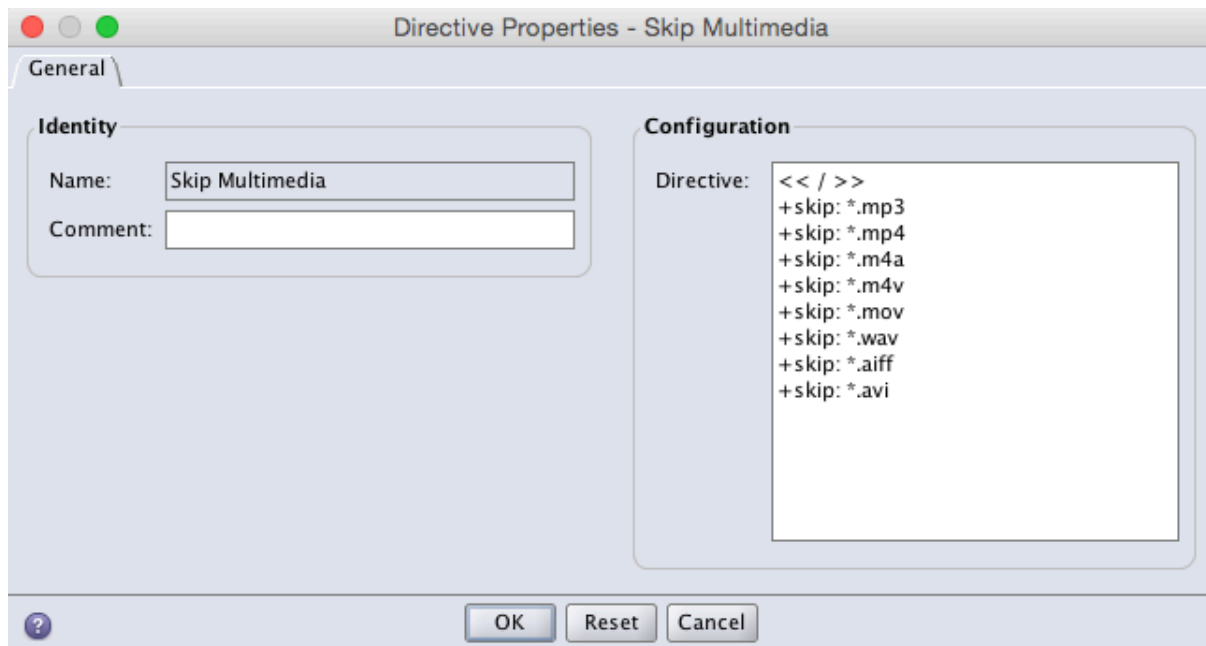 Directive Properties - Skip Multimedia
General
Identity
Name: Skip Multimedia
Comment:
Configuration
Directive: << / >>
+skip: *.mp3
+skip: *.mp4
+skip: *.m4a
+skip: *.m4v
+skip: *.mov
+skip: *.wav
+skip: *.aiff
+skip: *.avi
?
OK Reset Cancel